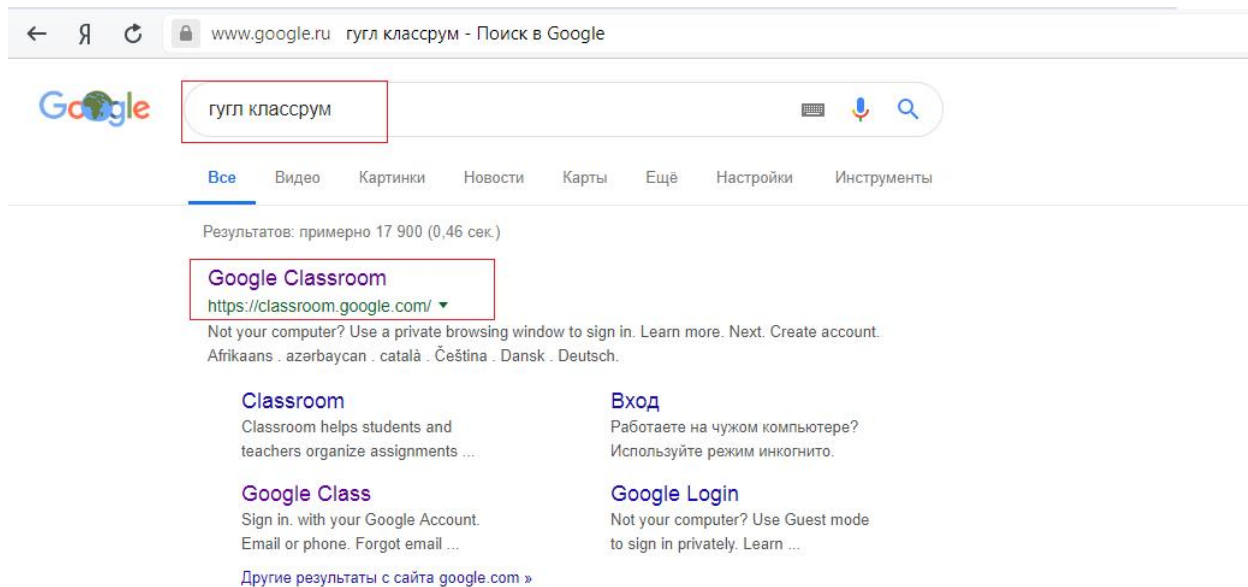 Я www.google.ru гугл классрум - Поиск в Google
Google гугл классрум
Все Видео Картинки Новости Карты Ещё Настройки Инструменты
Результатов: примерно 17 900 (0,46 сек.)
Google Classroom
https://classroom.google.com/
Not your computer? Use a private browsing window to sign in. Learn more. Next. Create account.
Afrikaans . azərbaycan . català . Čeština . Dansk . Deutsch.
Classroom
Classroom helps students and
teachers organize assignments ...
Вход
Работаете на чужом компьютере?
Используйте режим инкогнито.
Google Class
Sign in. with your Google Account.
Email or phone. Forgot email ...
Google Login
Not your computer? Use Guest mode
to sign in privately. Learn ...
Другие результаты с сайта google.com »